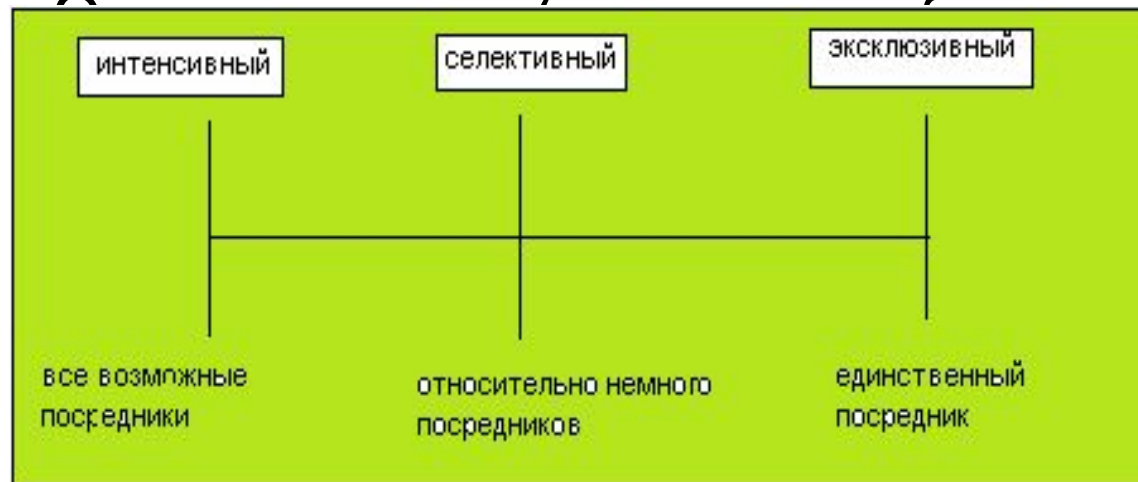 интенсивный
селективный
эксклюзивный
все возможные
посредники
относительно немного
посредников
единственный
посредник